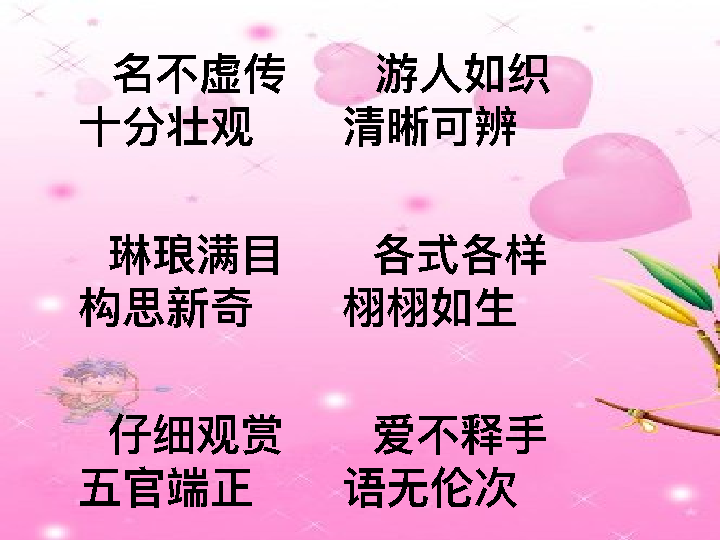 名不虚传 游人如织
十分壮观 清晰可辨
琳琅满目 各式各样
构思新奇 栩栩如生
仔细观赏 爱不释手
五官端正 语无伦次